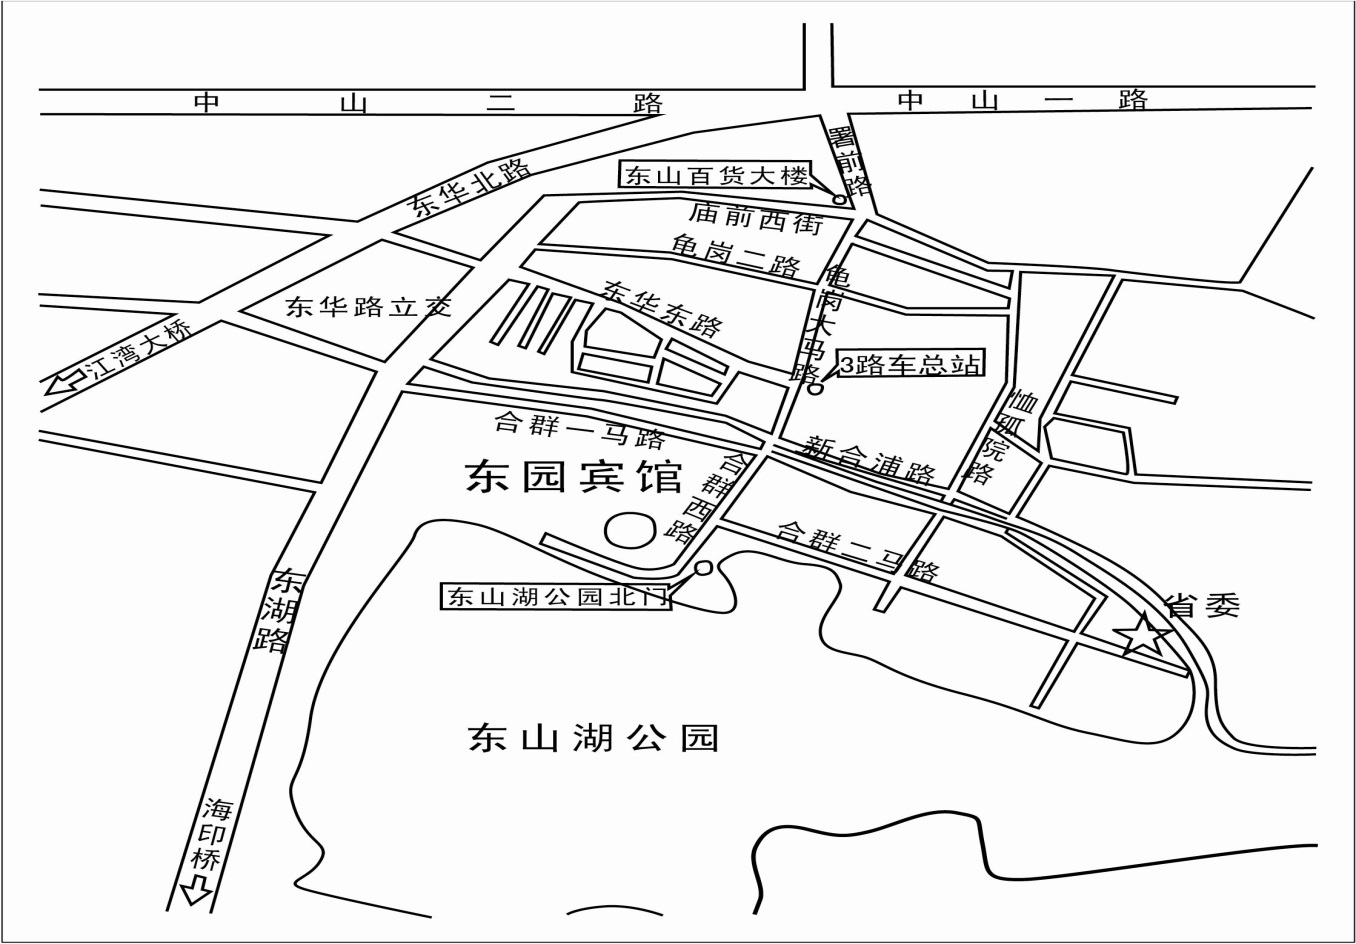 中山二路
中山一路
署前路
东华北路
东山百货大楼
庙前西街
龟岗二路
龟岗大马路
东华路立交
东华东路
江湾大桥
3路车总站
恤孤院路
合群一马路
新合浦路
东园宾馆
合群西路
合群二马路
东山湖公园北门
东湖路
省委
东山湖公园
海印桥